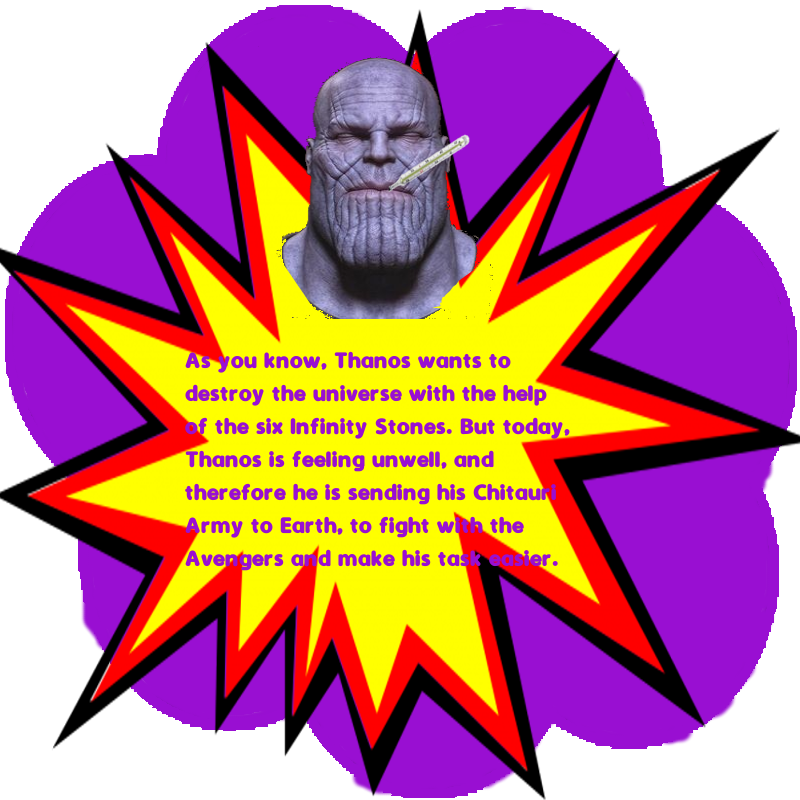 As you know, Thanos wants to
destroy the universe with the help
of the six Infinity Stones. But today,
Thanos is feeling unwell, and
therefore he is sending his Chitauri
Army to Earth, to fight with the
Avengers and make his task easier.